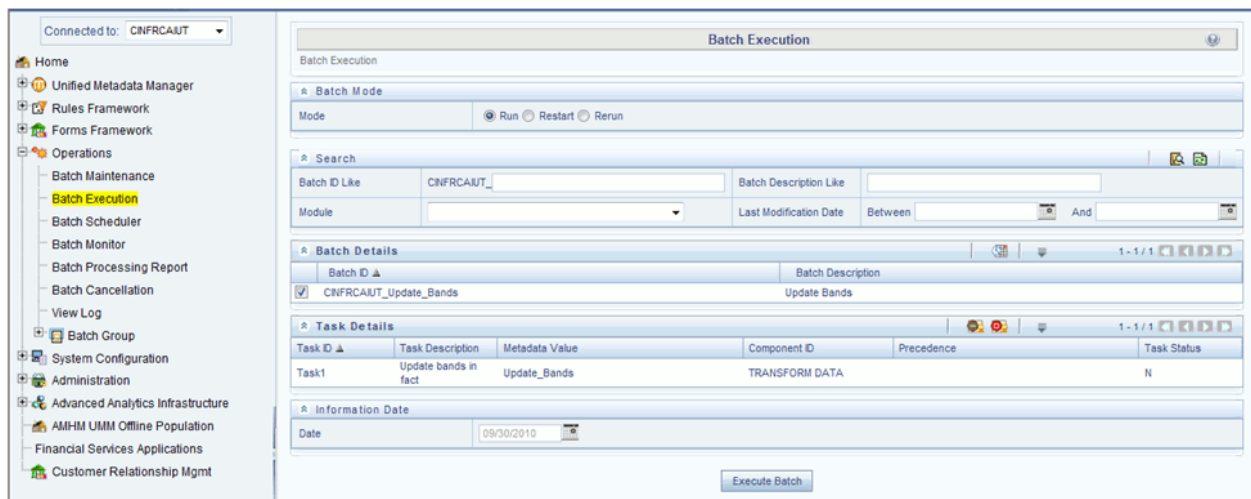 Connected to: CINFRCAIUT
Home
Unified Metadata Manager
Rules Framework
Forms Framework
Operations
Batch Maintenance
Batch Execution
Batch Scheduler
Batch Monitor
Batch Processing Report
Batch Cancellation
View Log
Batch Group
System Configuration
Administration
Advanced Analytics Infrastructure
AMHM UMM Offline Population
Financial Services Applications
Customer Relationship Mgmt
Batch Execution
Batch Execution
Batch Mode
Mode Run Restart Rerun
Search
Batch ID Like CINFRCAIUT_ Batch Description Like
Module Last Modification Date Between And
Batch Details 1 - 1 / 1
Batch ID Batch Description
CINFRCAIUT_Update_Bands Update Bands
Task Details 1 - 1 / 1
Task ID Task Description Metadata Value Component ID Precedence Task Status
Task1 Update bands in fact Update_Bands TRANSFORM DATA N
Information Date
Date 09/30/2010
Execute Batch